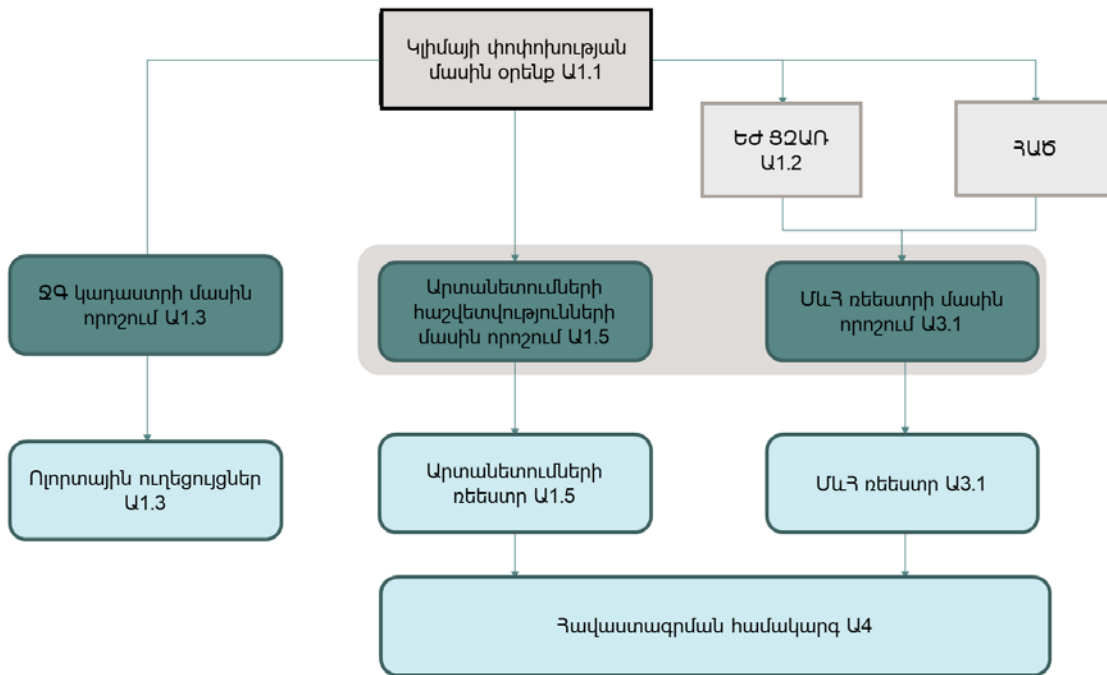 Կլիմայի փոփոխության
մասին օրենք Ա1.1
ԵԺ ՑԶԱՌ
Ա1.2
ՀԱԾ
ՋԳ կադաստրի մասին
որոշում Ա1.3
Արտանետումների
հաշվետվությունների
մասին որոշում Ա1.5
ՄևՀ ռեեստրի մասին
որոշում Ա3.1
Ոլորտային ուղեցույցներ
Ա1.3
Արտանետումների
ռեեստր Ա1.5
ՄևՀ ռեեստր Ա3.1
Հավաստագրման համակարգ Ա4